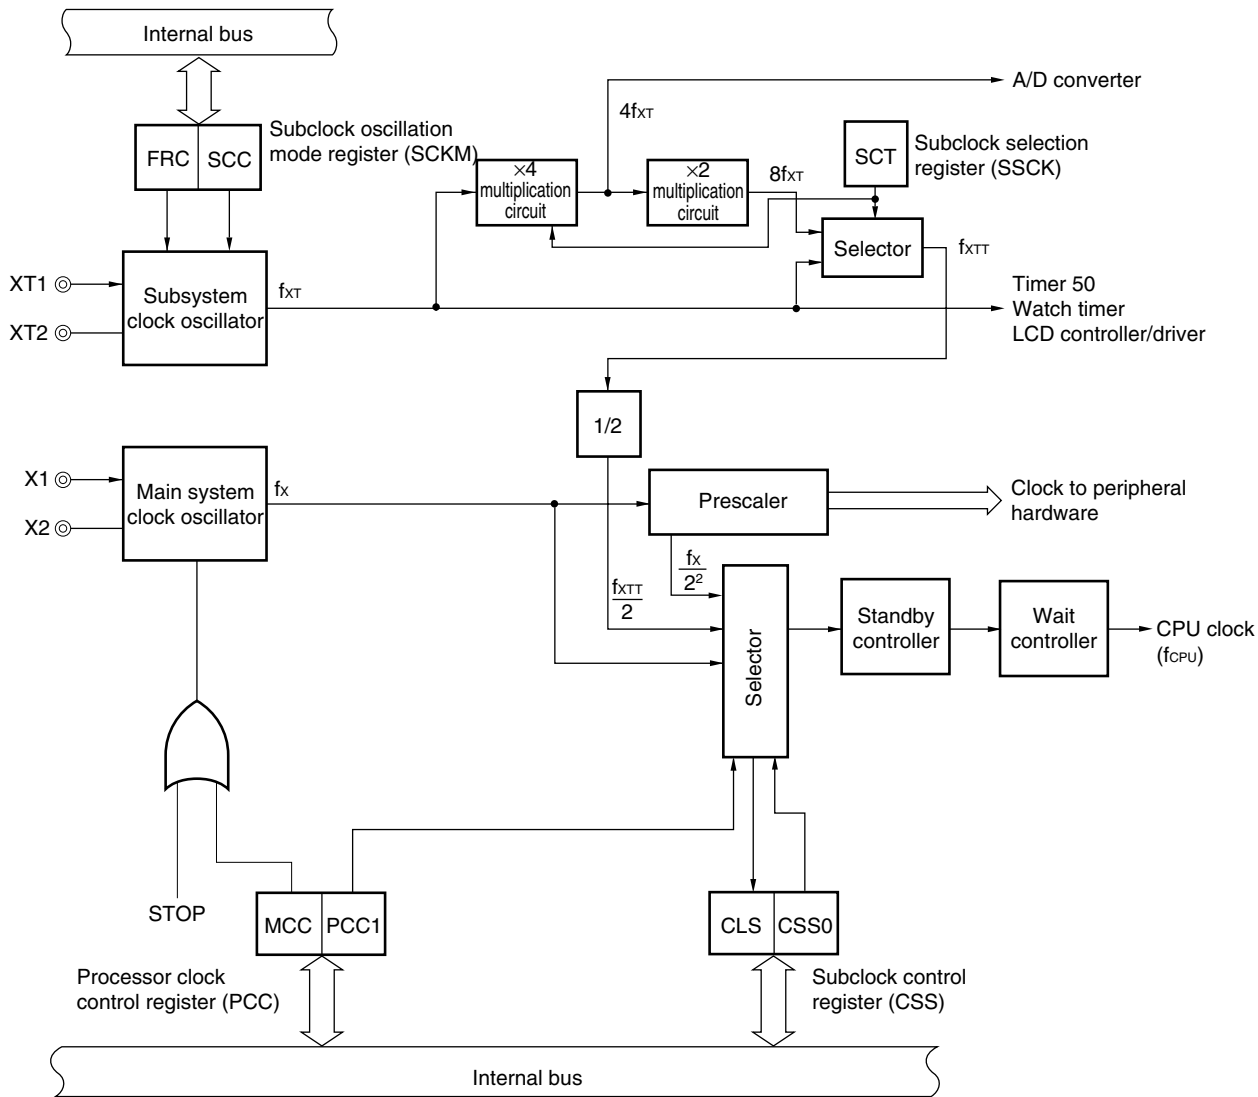 Internal bus
A/D converter
4fXT
Subclock oscillation
mode register (SCKM)
FRC
SCC
×4
multiplication
circuit
×2
multiplication
circuit
8fXT
SCT
Subclock selection
register (SSCK)
Selector
fXTT
XT1
XT2
Subsystem
clock oscillator
fXT
Timer 50
Watch timer
LCD controller/driver
1/2
X1
X2
Main system
clock oscillator
fX
Prescaler
Clock to peripheral
hardware
fX
2²
fXTT
2
Selector
Standby
controller
Wait
controller
CPU clock
(fCPU)
STOP
MCC
PCC1
CLS
CSS0
Processor clock
control register (PCC)
Subclock control
register (CSS)
Internal bus